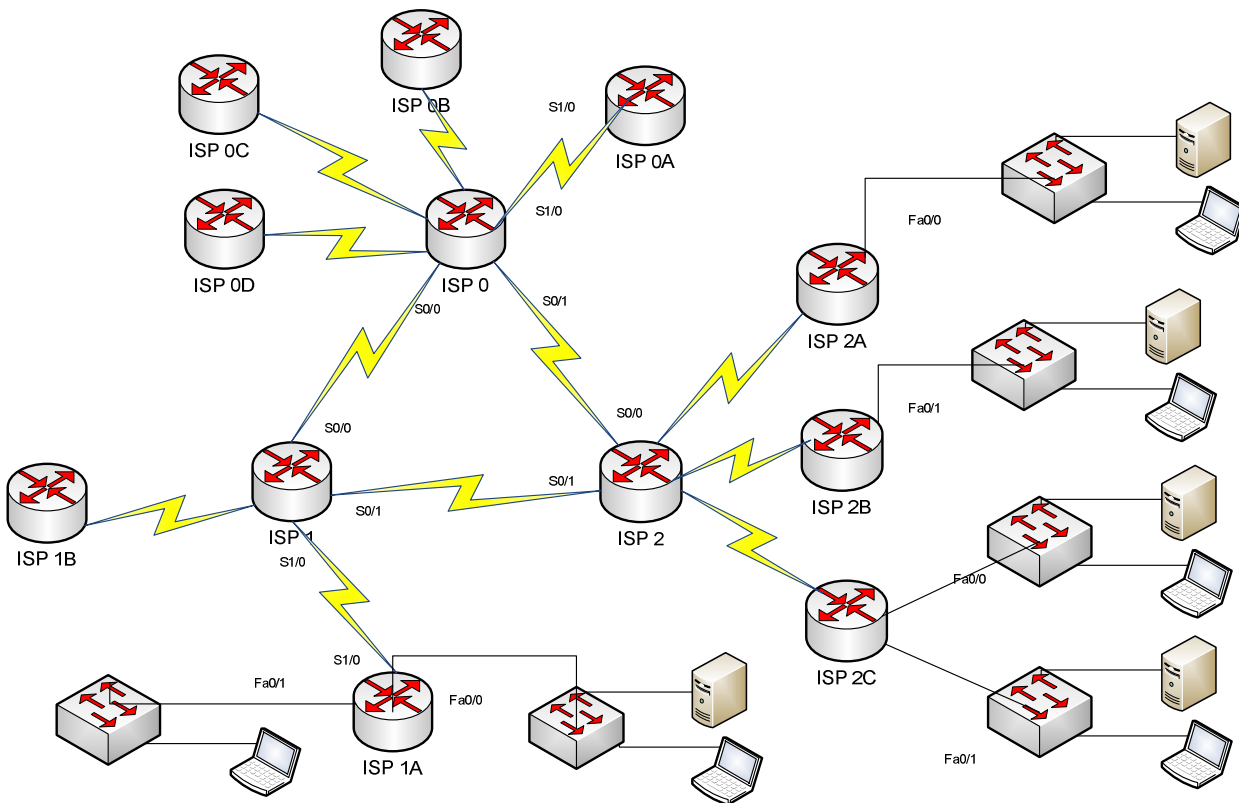 ISP 0B
S1/0
ISP 0C
ISP 0A
S1/0
Fa0/0
ISP 0D
ISP 0
S0/0
S0/1
ISP 2A
S0/0
Fa0/1
S0/0
S0/1
ISP 2B
S0/1
ISP 1
ISP 2
ISP 1B
S1/0
Fa0/0
S1/0
ISP 2C
Fa0/1
Fa0/0
Fa0/1
ISP 1A